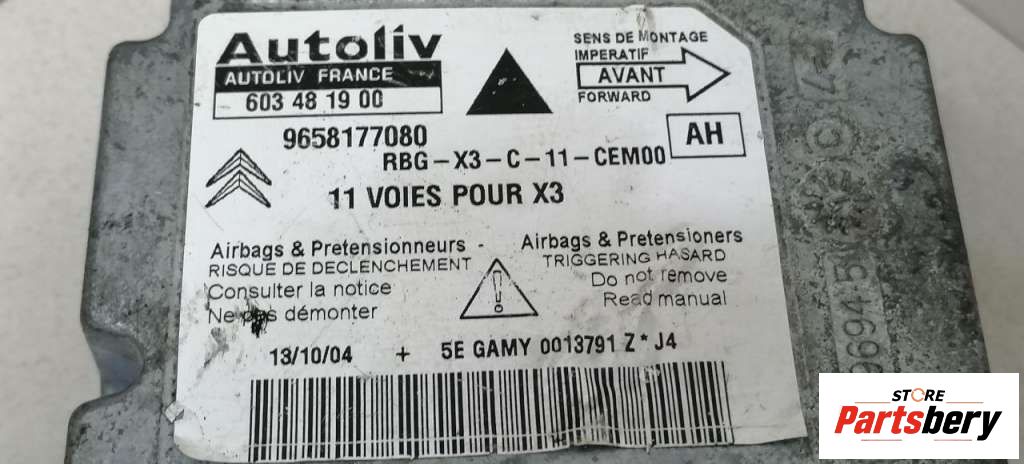 Autoliv
AUTOLIV FRANCE
603 48 19 00
SENS DE MONTAGE
IMPERATIF
AVANT
FORWARD
9658177080
AH
RBG-X3-C-11-CEM00
11 VOIES POUR X3
Airbags & Pretensionneurs -
RISQUE DE DECLENCHEMENT
Consulter la notice
Ne pas démonter
Airbags & Pretensioners
TRIGGERING HASARD
Do not remove
Read manual
13/10/04 + 5E GAMY 0013791 Z * J4
STORE
Partsbery